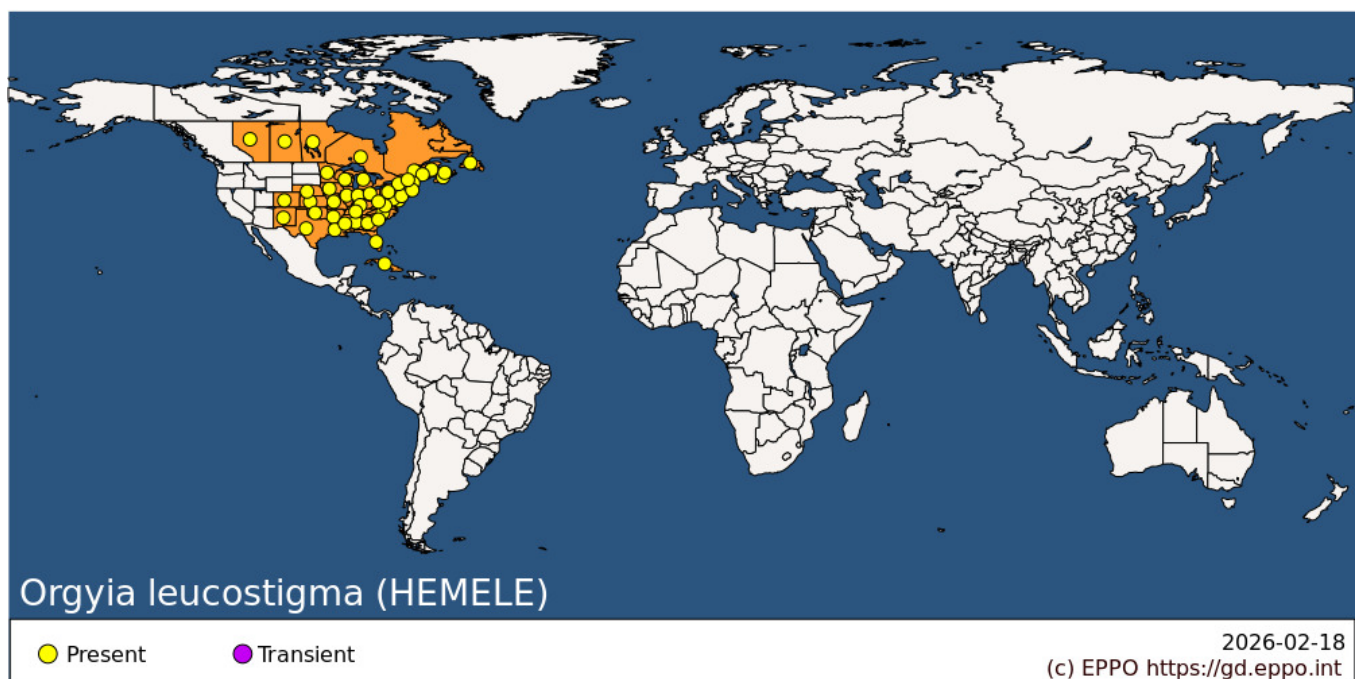 Orgyia leucostigma (HEMELE)
Present
Transient
2026-02-18
(c) EPPO https://gd.eppo.int